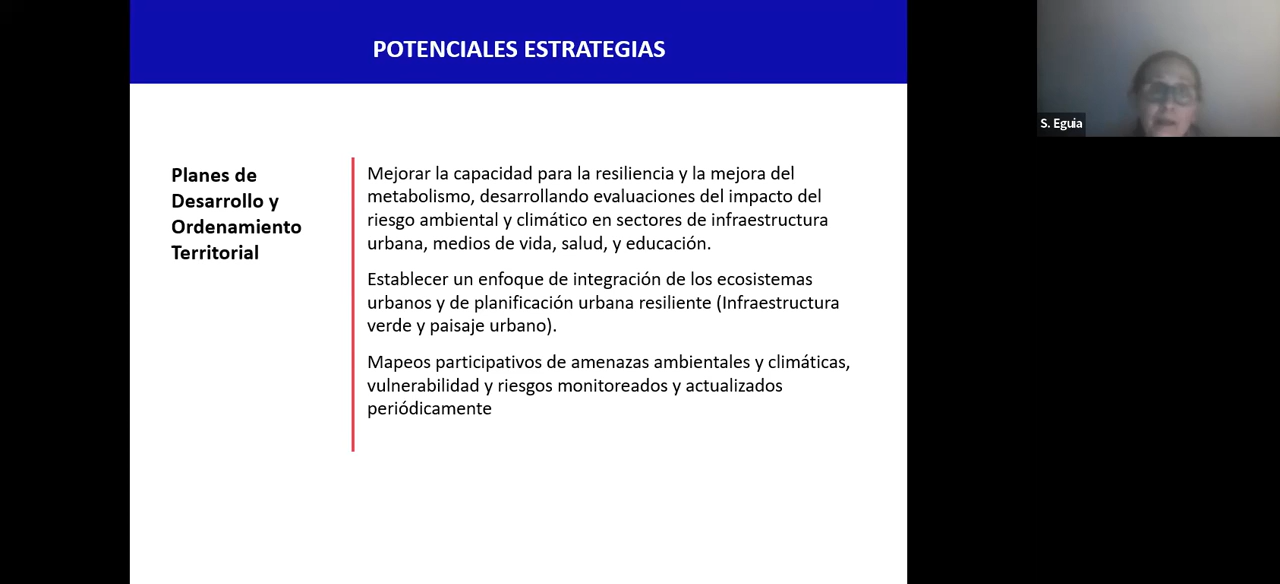 POTENCIALES ESTRATEGIAS
S. Eguia
Planes de
Desarrollo y
Ordenamiento
Territorial
Mejorar la capacidad para la resiliencia y la mejora del
metabolismo, desarrollando evaluaciones del impacto del
riesgo ambiental y climático en sectores de infraestructura
urbana, medios de vida, salud, y educación.
Establecer un enfoque de integración de los ecosistemas
urbanos y de planificación urbana resiliente (Infraestructura
verde y paisaje urbano).
Mapeos participativos de amenazas ambientales y climáticas,
vulnerabilidad y riesgos monitoreados y actualizados
periódicamente